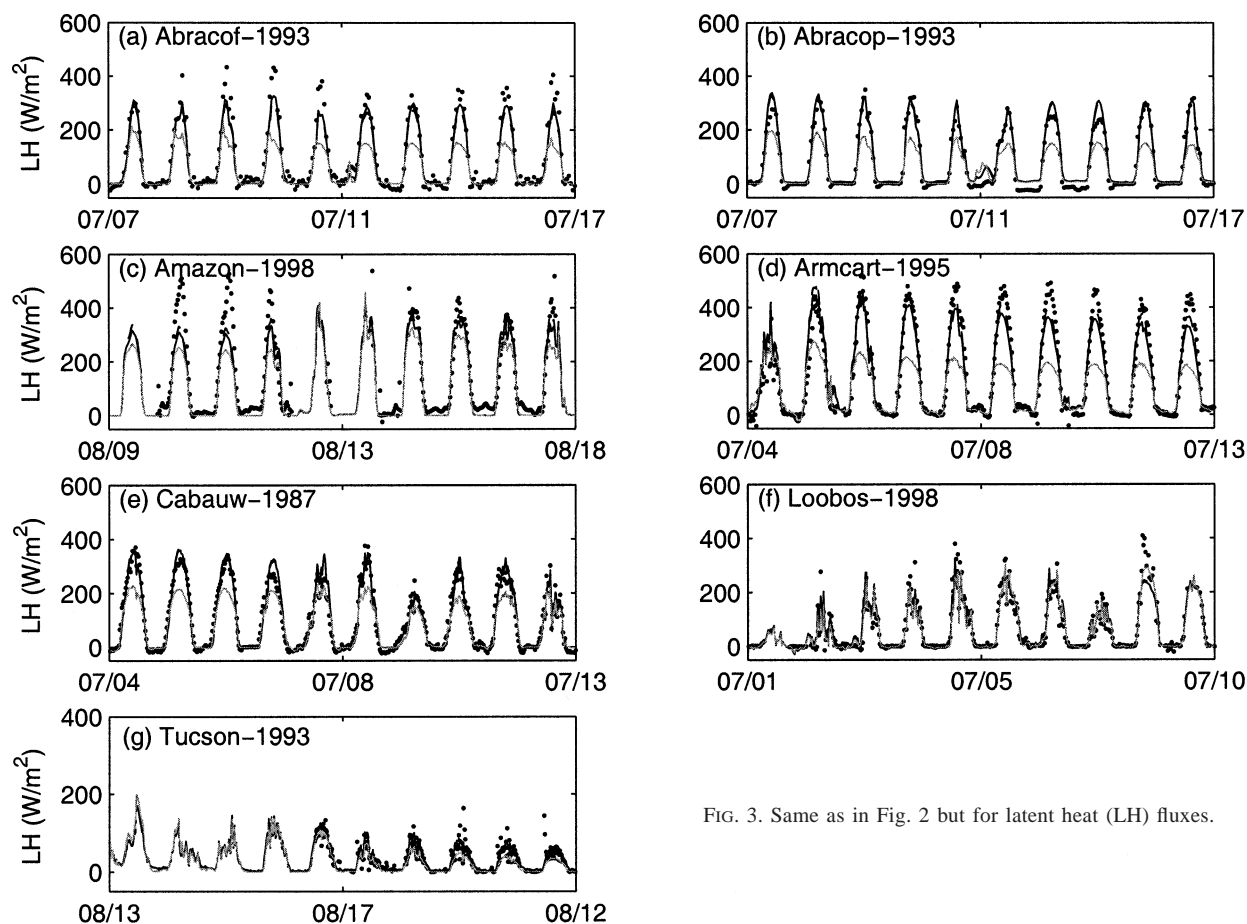 (a) Abracof−1993
LH (W/m²)
600
400
200
0
07/07 07/11 07/17
(b) Abracop−1993
600
400
200
0
07/07 07/11 07/17
(c) Amazon−1998
LH (W/m²)
600
400
200
0
08/09 08/13 08/18
(d) Armcart−1995
600
400
200
0
07/04 07/08 07/13
(e) Cabauw−1987
LH (W/m²)
600
400
200
0
07/04 07/08 07/13
(f) Loobos−1998
600
400
200
0
07/01 07/05 07/10
(g) Tucson−1993
LH (W/m²)
400
200
0
08/13 08/17 08/12
FIG. 3. Same as in Fig. 2 but for latent heat (LH) fluxes.